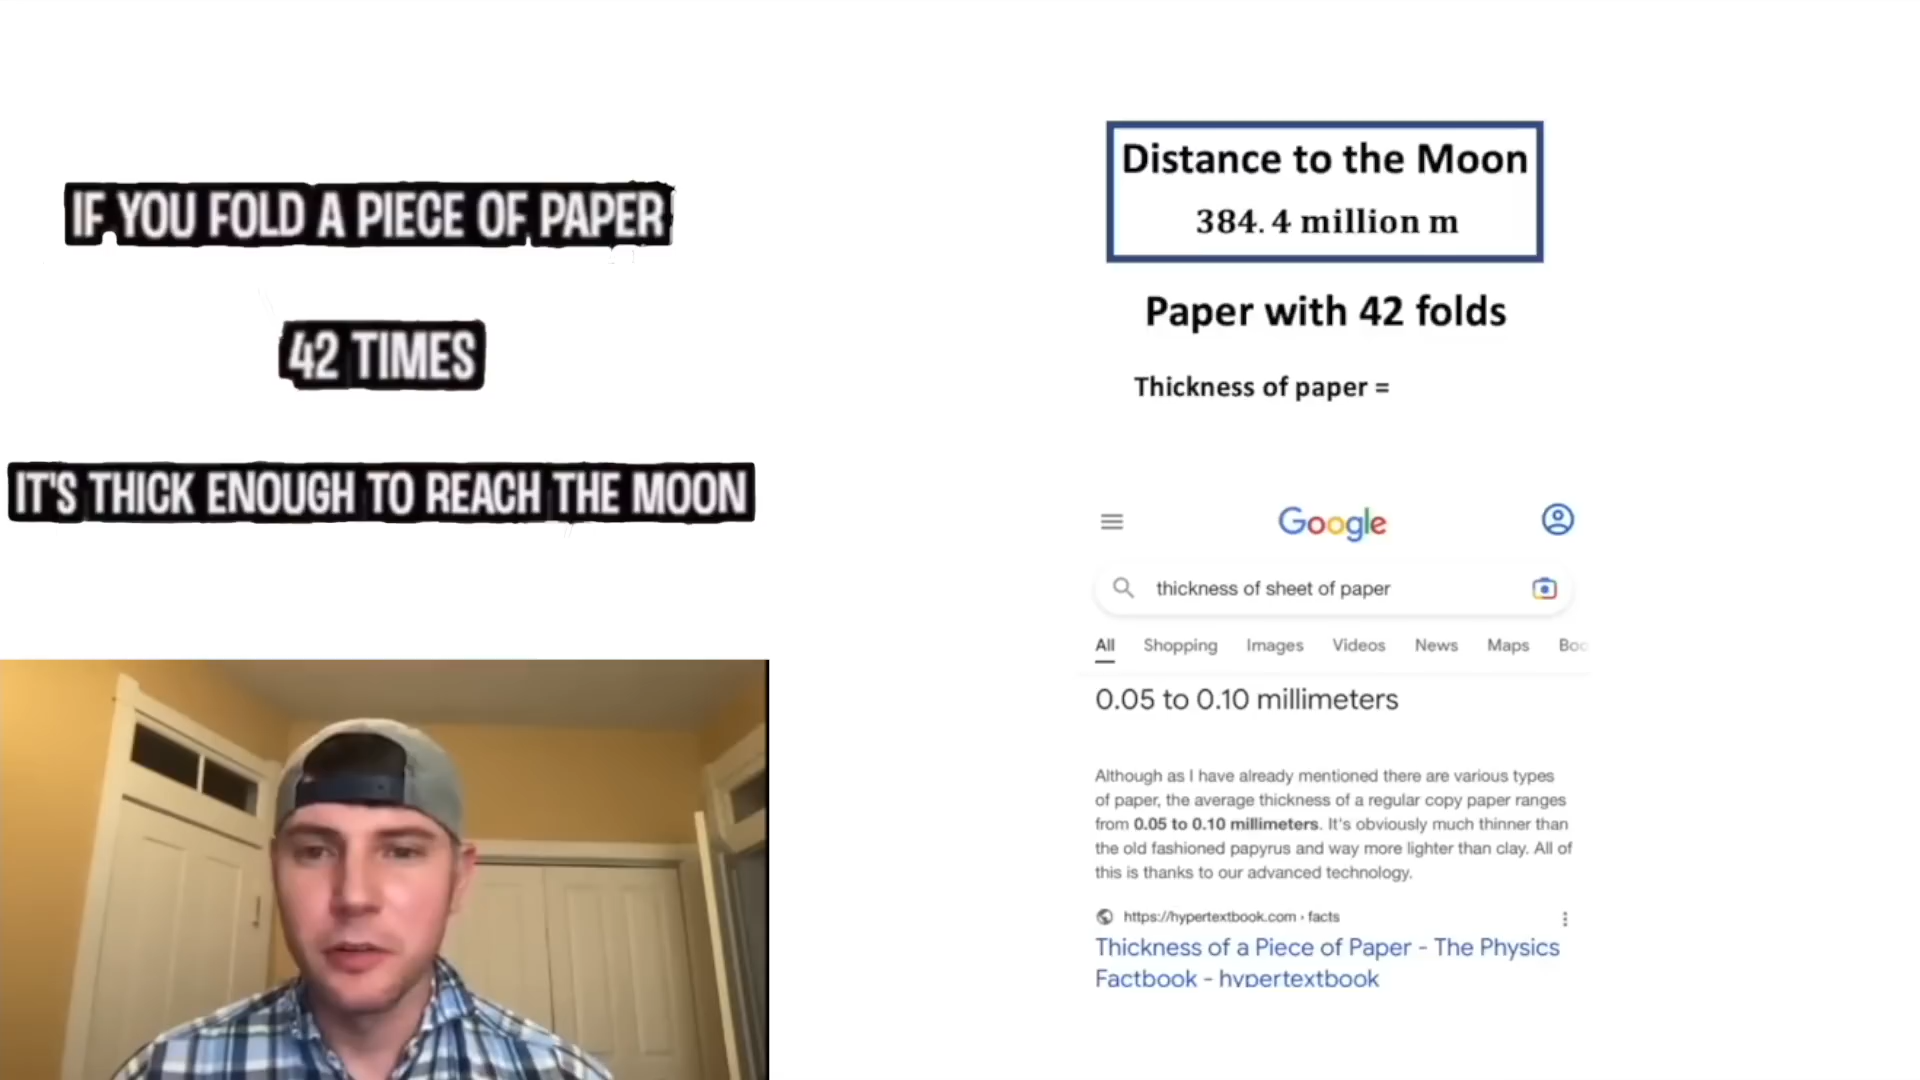 IF YOU FOLD A PIECE OF PAPER
42 TIMES
IT'S THICK ENOUGH TO REACH THE MOON
Distance to the Moon
384.4 million m
Paper with 42 folds
Thickness of paper =
Google
thickness of sheet of paper
All Shopping Images Videos News Maps Boo
0.05 to 0.10 millimeters
Although as I have already mentioned there are various types
of paper, the average thickness of a regular copy paper ranges
from 0.05 to 0.10 millimeters. It's obviously much thinner than
the old fashioned papyrus and way more lighter than clay. All of
this is thanks to our advanced technology.
https://hypertextbook.com › facts
Thickness of a Piece of Paper - The Physics
Factbook - hypertextbook